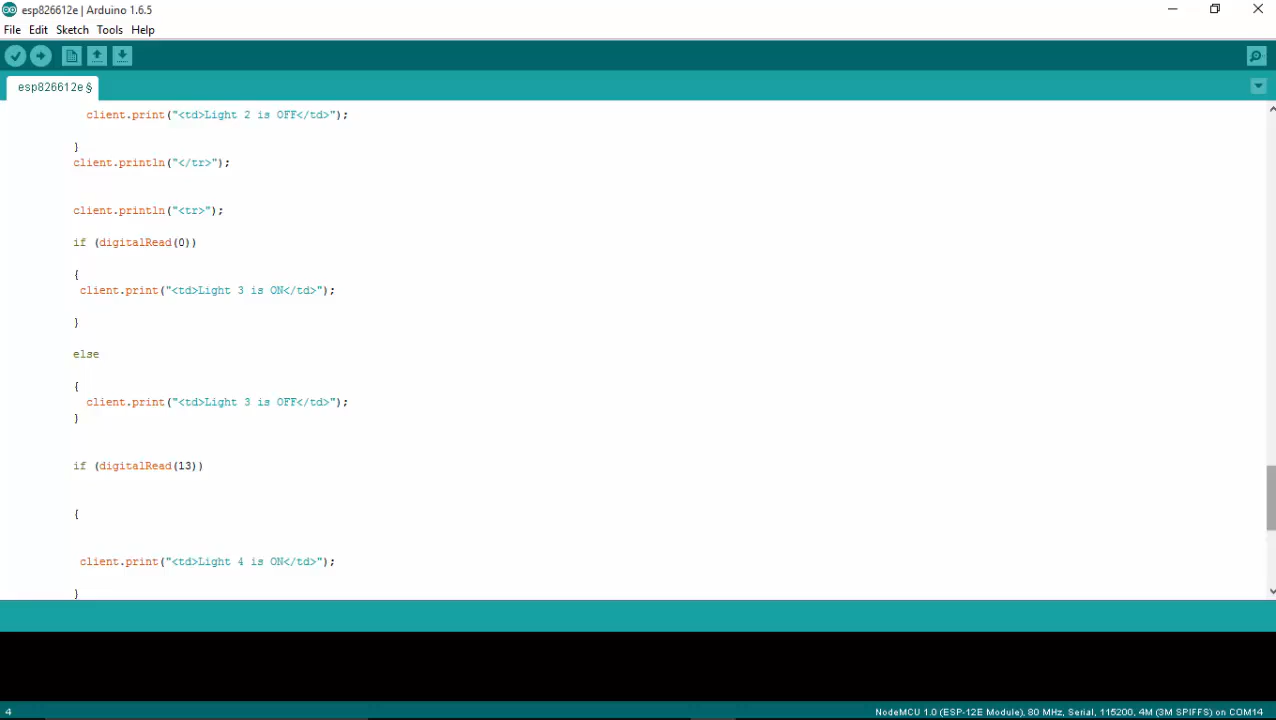 esp826612e | Arduino 1.6.5
File Edit Sketch Tools Help
esp826612e §
client.print("<td>Light 2 is OFF</td>");
}
client.println("</tr>");
client.println("<tr>");
if (digitalRead(0))
{
client.print("<td>Light 3 is ON</td>");
}
else
{
client.print("<td>Light 3 is OFF</td>");
}
if (digitalRead(13))
{
client.print("<td>Light 4 is ON</td>");
}
4 NodeMCU 1.0 (ESP-12E Module), 80 MHz, Serial, 115200, 4M (3M SPIFFS) on COM14